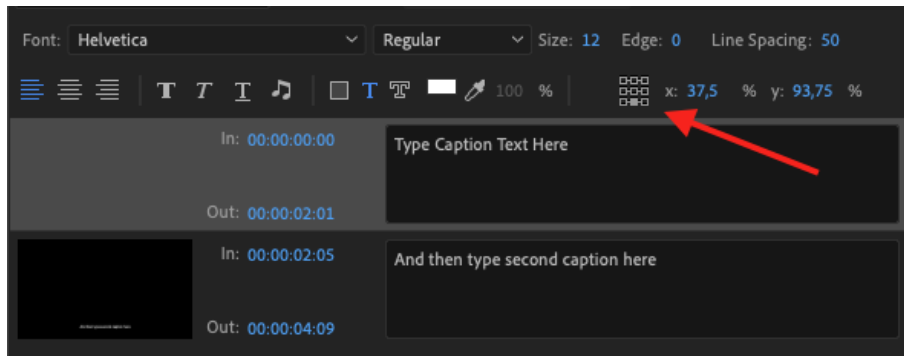 Font: Helvetica Regular Size: 12 Edge: 0 Line Spacing: 50
T T T T T 100 % x: 37,5 % y: 93,75 %
In: 00:00:00:00 Type Caption Text Here
Out: 00:00:02:01
In: 00:00:02:05 And then type second caption here
Out: 00:00:04:09